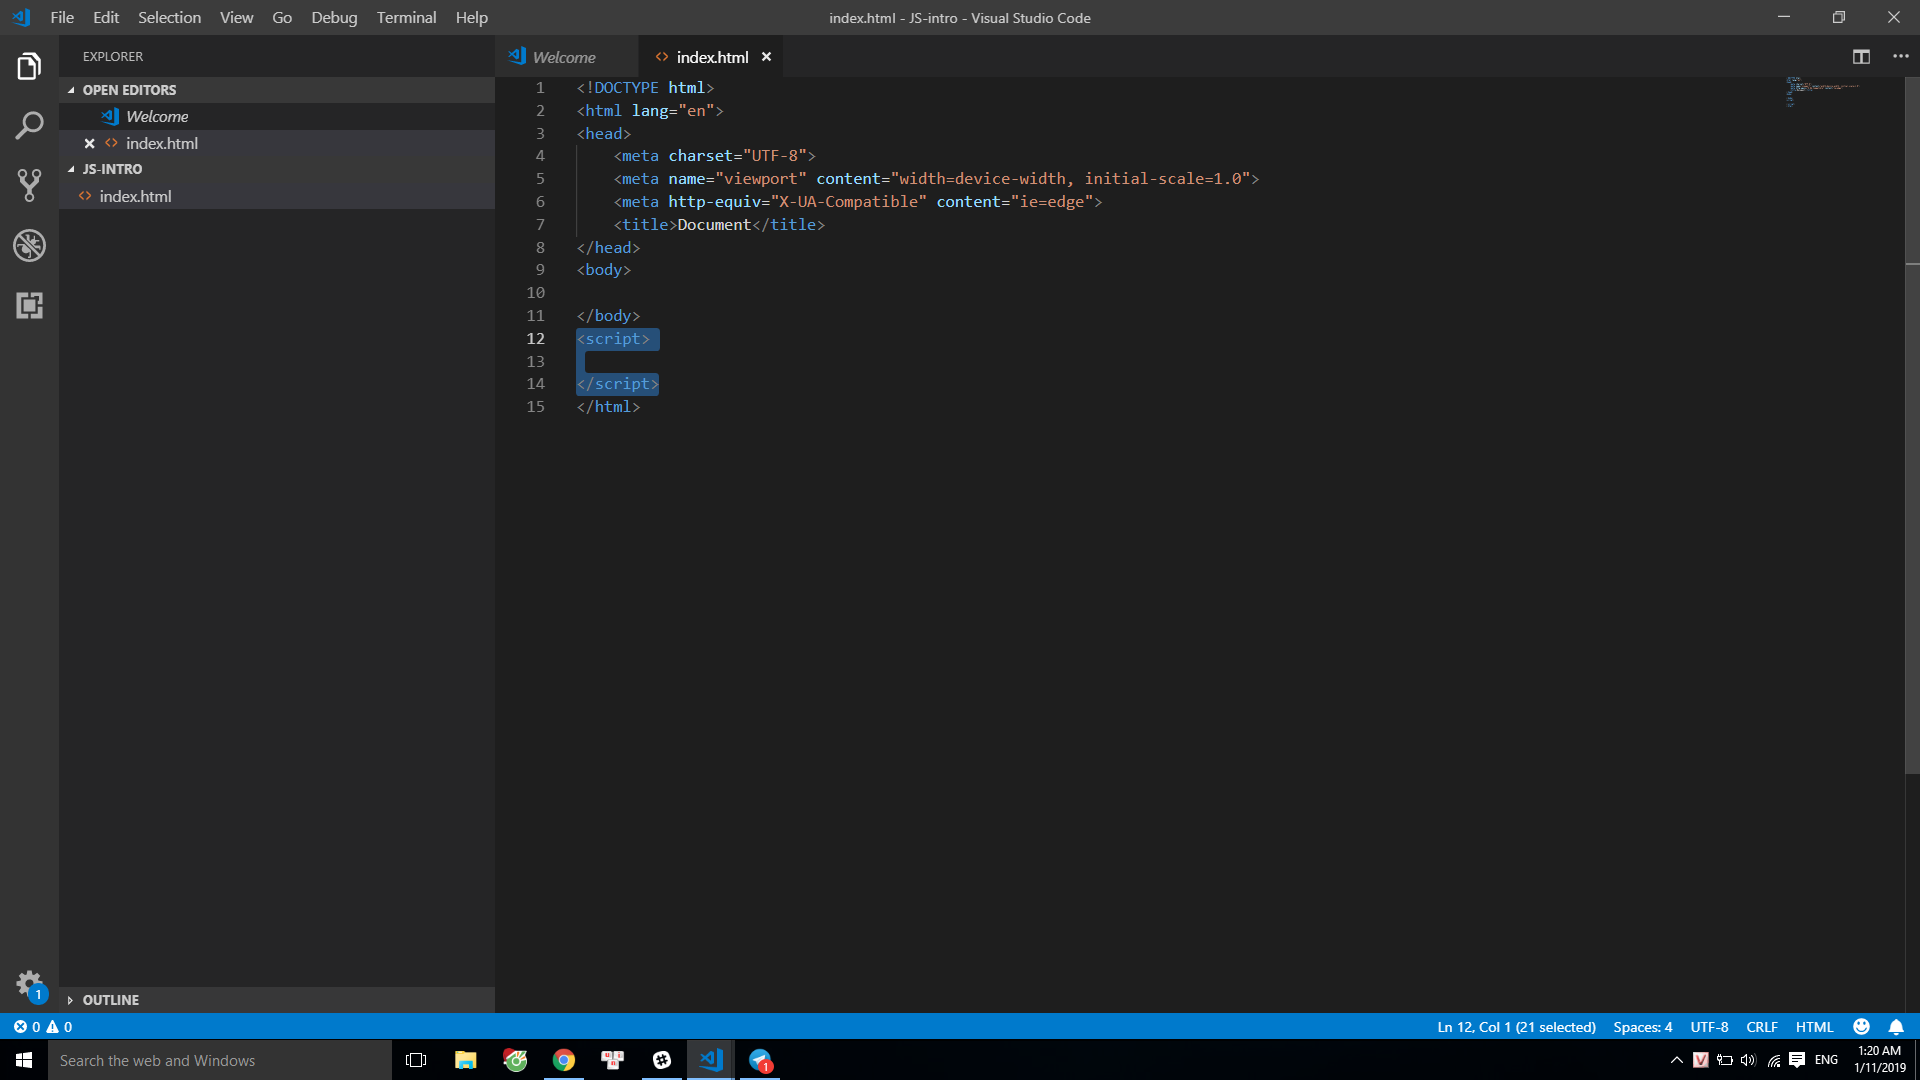 File Edit Selection View Go Debug Terminal Help
index.html - JS-intro - Visual Studio Code
EXPLORER
OPEN EDITORS
Welcome
index.html
JS-INTRO
index.html
OUTLINE
1
Welcome
index.html
1 <!DOCTYPE html>
2 <html lang="en">
3 <head>
4 <meta charset="UTF-8">
5 <meta name="viewport" content="width=device-width, initial-scale=1.0">
6 <meta http-equiv="X-UA-Compatible" content="ie=edge">
7 <title>Document</title>
8 </head>
9 <body>
10
11 </body>
12 <script>
13
14 </script>
15 </html>
0 0
Ln 12, Col 1 (21 selected) Spaces: 4 UTF-8 CRLF HTML
Search the web and Windows
1
V
ENG
1:20 AM
1/11/2019